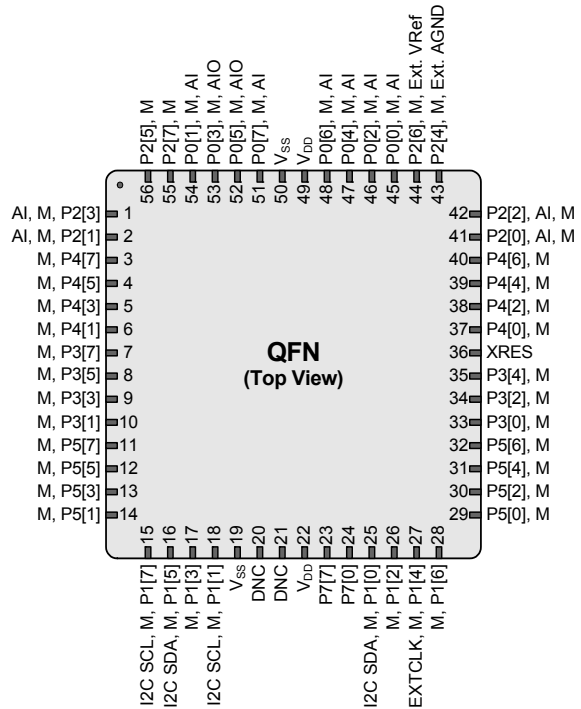 P2[5], M
P2[7], M
P0[1], M, AI
P0[3], M, AIO
P0[5], M, AIO
P0[7], M, AI
VSS
VDD
P0[6], M, AI
P0[4], M, AI
P0[2], M, AI
P0[0], M, AI
P2[6], M, Ext. VRef
P2[4], M, Ext. AGND
56
55
54
53
52
51
50
49
48
47
46
45
44
43
AI, M, P2[3] 1
AI, M, P2[1] 2
M, P4[7] 3
M, P4[5] 4
M, P4[3] 5
M, P4[1] 6
M, P3[7] 7
M, P3[5] 8
M, P3[3] 9
M, P3[1] 10
M, P5[7] 11
M, P5[5] 12
M, P5[3] 13
M, P5[1] 14
QFN
(Top View)
42 P2[2], AI, M
41 P2[0], AI, M
40 P4[6], M
39 P4[4], M
38 P4[2], M
37 P4[0], M
36 XRES
35 P3[4], M
34 P3[2], M
33 P3[0], M
32 P5[6], M
31 P5[4], M
30 P5[2], M
29 P5[0], M
15
16
17
18
19
20
21
22
23
24
25
26
27
28
I2C SCL, M, P1[7]
I2C SDA, M, P1[5]
M, P1[3]
I2C SCL, M, P1[1]
VSS
DNC
DNC
VDD
P7[7]
P7[0]
I2C SDA, M, P1[0]
M, P1[2]
EXTCLK, M, P1[4]
M, P1[6]